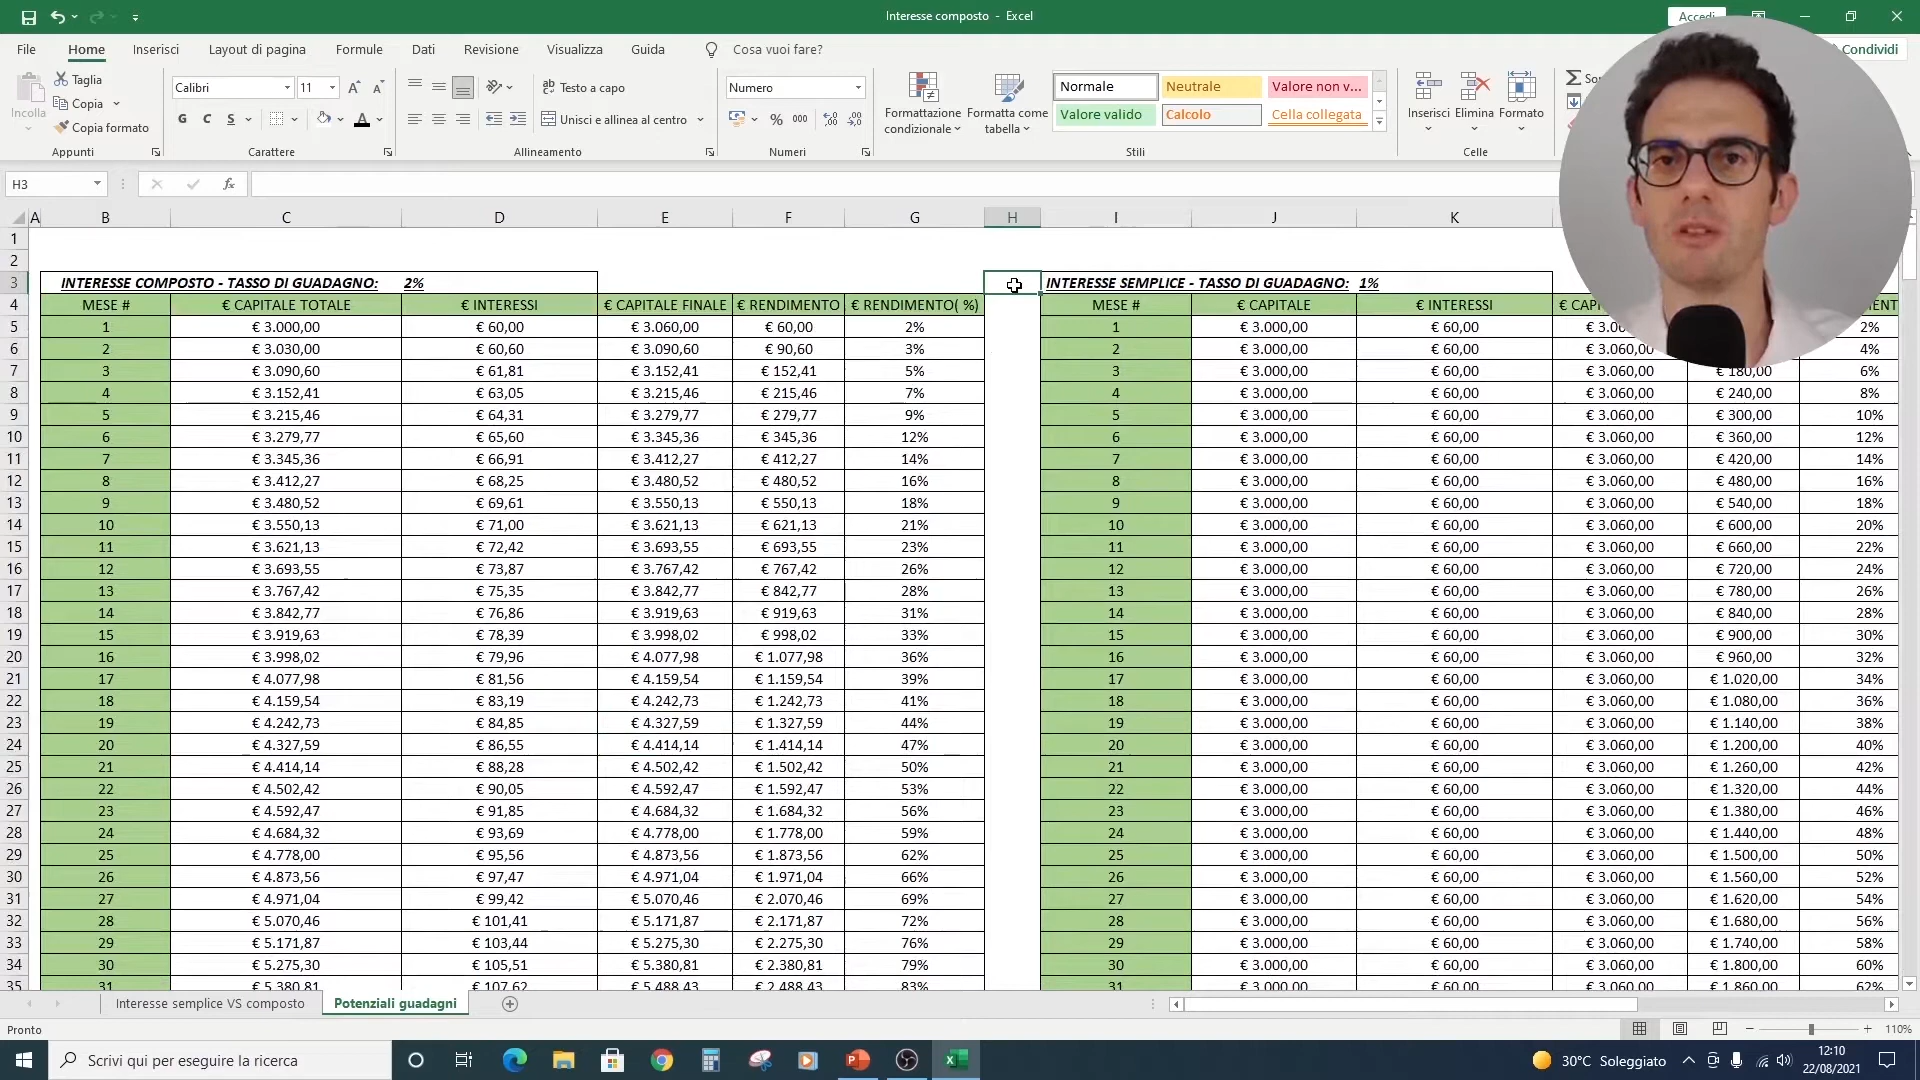 Interesse composto - Excel
Accedi
File Home Inserisci Layout di pagina Formule Dati Revisione Visualizza Guida Cosa vuoi fare? Condividi
Incolla
Taglia
Copia
Copia formato
Appunti
Calibri 11
G C S
Carattere
Testo a capo
Unisci e allinea al centro
Allineamento
Numero
% 000
Numeri
Formattazione condizionale
Formatta come tabella
Normale Neutrale Valore non v...
Valore valido Calcolo Cella collegata
Stili
Inserisci Elimina Formato
Celle
H3 fx
A B C D E F G H I J K
1
2
3 INTERESSE COMPOSTO - TASSO DI GUADAGNO: 2% INTERESSE SEMPLICE - TASSO DI GUADAGNO: 1%
4 MESE # € CAPITALE TOTALE € INTERESSI € CAPITALE FINALE € RENDIMENTO € RENDIMENTO( %) MESE # € CAPITALE € INTERESSI
5 1 € 3.000,00 € 60,00 € 3.060,00 € 60,00 2% 1 € 3.000,00 € 60,00 2%
6 2 € 3.030,00 € 60,60 € 3.090,60 € 90,60 3% 2 € 3.000,00 € 60,00 € 3.060,00 4%
7 3 € 3.090,60 € 61,81 € 3.152,41 € 152,41 5% 3 € 3.000,00 € 60,00 € 3.060,00 € 180,00 6%
8 4 € 3.152,41 € 63,05 € 3.215,46 € 215,46 7% 4 € 3.000,00 € 60,00 € 3.060,00 € 240,00 8%
9 5 € 3.215,46 € 64,31 € 3.279,77 € 279,77 9% 5 € 3.000,00 € 60,00 € 3.060,00 € 300,00 10%
10 6 € 3.279,77 € 65,60 € 3.345,36 € 345,36 12% 6 € 3.000,00 € 60,00 € 3.060,00 € 360,00 12%
11 7 € 3.345,36 € 66,91 € 3.412,27 € 412,27 14% 7 € 3.000,00 € 60,00 € 3.060,00 € 420,00 14%
12 8 € 3.412,27 € 68,25 € 3.480,52 € 480,52 16% 8 € 3.000,00 € 60,00 € 3.060,00 € 480,00 16%
13 9 € 3.480,52 € 69,61 € 3.550,13 € 550,13 18% 9 € 3.000,00 € 60,00 € 3.060,00 € 540,00 18%
14 10 € 3.550,13 € 71,00 € 3.621,13 € 621,13 21% 10 € 3.000,00 € 60,00 € 3.060,00 € 600,00 20%
15 11 € 3.621,13 € 72,42 € 3.693,55 € 693,55 23% 11 € 3.000,00 € 60,00 € 3.060,00 € 660,00 22%
16 12 € 3.693,55 € 73,87 € 3.767,42 € 767,42 26% 12 € 3.000,00 € 60,00 € 3.060,00 € 720,00 24%
17 13 € 3.767,42 € 75,35 € 3.842,77 € 842,77 28% 13 € 3.000,00 € 60,00 € 3.060,00 € 780,00 26%
18 14 € 3.842,77 € 76,86 € 3.919,63 € 919,63 31% 14 € 3.000,00 € 60,00 € 3.060,00 € 840,00 28%
19 15 € 3.919,63 € 78,39 € 3.998,02 € 998,02 33% 15 € 3.000,00 € 60,00 € 3.060,00 € 900,00 30%
20 16 € 3.998,02 € 79,96 € 4.077,98 € 1.077,98 36% 16 € 3.000,00 € 60,00 € 3.060,00 € 960,00 32%
21 17 € 4.077,98 € 81,56 € 4.159,54 € 1.159,54 39% 17 € 3.000,00 € 60,00 € 3.060,00 € 1.020,00 34%
22 18 € 4.159,54 € 83,19 € 4.242,73 € 1.242,73 41% 18 € 3.000,00 € 60,00 € 3.060,00 € 1.080,00 36%
23 19 € 4.242,73 € 84,85 € 4.327,59 € 1.327,59 44% 19 € 3.000,00 € 60,00 € 3.060,00 € 1.140,00 38%
24 20 € 4.327,59 € 86,55 € 4.414,14 € 1.414,14 47% 20 € 3.000,00 € 60,00 € 3.060,00 € 1.200,00 40%
25 21 € 4.414,14 € 88,28 € 4.502,42 € 1.502,42 50% 21 € 3.000,00 € 60,00 € 3.060,00 € 1.260,00 42%
26 22 € 4.502,42 € 90,05 € 4.592,47 € 1.592,47 53% 22 € 3.000,00 € 60,00 € 3.060,00 € 1.320,00 44%
27 23 € 4.592,47 € 91,85 € 4.684,32 € 1.684,32 56% 23 € 3.000,00 € 60,00 € 3.060,00 € 1.380,00 46%
28 24 € 4.684,32 € 93,69 € 4.778,00 € 1.778,00 59% 24 € 3.000,00 € 60,00 € 3.060,00 € 1.440,00 48%
29 25 € 4.778,00 € 95,56 € 4.873,56 € 1.873,56 62% 25 € 3.000,00 € 60,00 € 3.060,00 € 1.500,00 50%
30 26 € 4.873,56 € 97,47 € 4.971,04 € 1.971,04 66% 26 € 3.000,00 € 60,00 € 3.060,00 € 1.560,00 52%
31 27 € 4.971,04 € 99,42 € 5.070,46 € 2.070,46 69% 27 € 3.000,00 € 60,00 € 3.060,00 € 1.620,00 54%
32 28 € 5.070,46 € 101,41 € 5.171,87 € 2.171,87 72% 28 € 3.000,00 € 60,00 € 3.060,00 € 1.680,00 56%
33 29 € 5.171,87 € 103,44 € 5.275,30 € 2.275,30 76% 29 € 3.000,00 € 60,00 € 3.060,00 € 1.740,00 58%
34 30 € 5.275,30 € 105,51 € 5.380,81 € 2.380,81 79% 30 € 3.000,00 € 60,00 € 3.060,00 € 1.800,00 60%
35 31 € 5.380,81 € 107,62 € 5.488,43 € 2.488,43 83% 31 € 3.000,00 € 60,00 € 3.060,00 € 1.860,00 62%
Interesse semplice VS composto Potenziali guadagni
Pronto 110%
Scrivi qui per eseguire la ricerca 30°C Soleggiato 12:10
22/08/2021